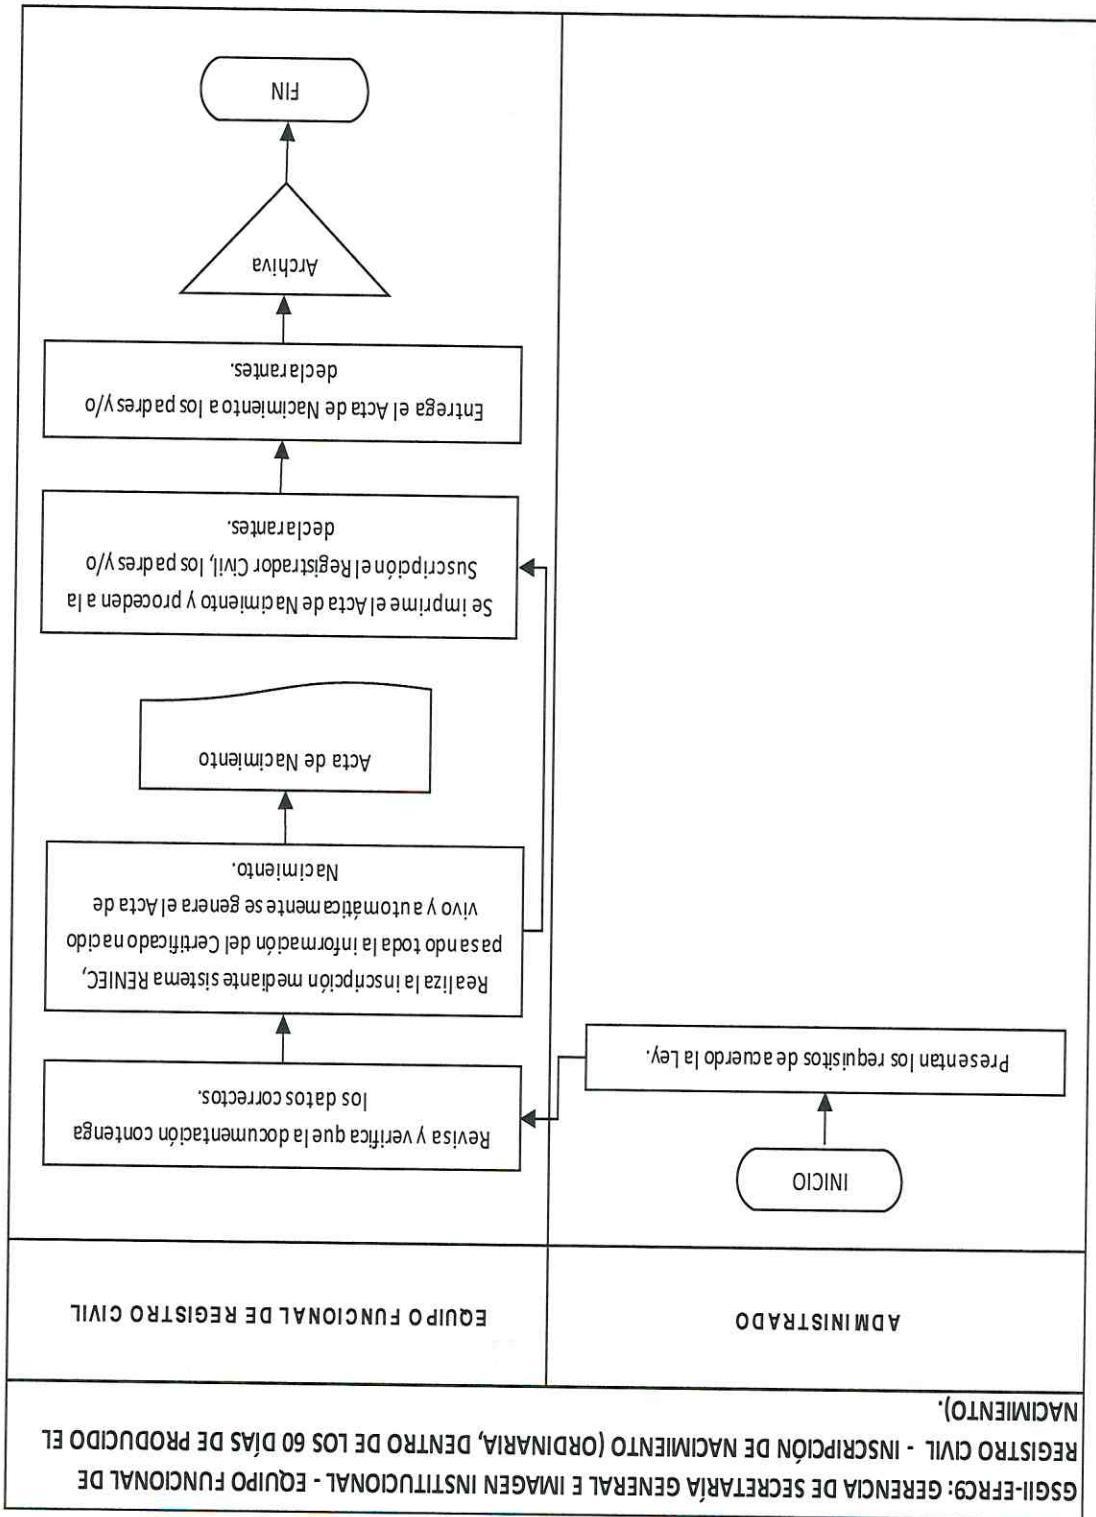 GSGII-EFRC9: GERENCIA DE SECRETARÍA GENERAL E IMAGEN INSTITUCIONAL - EQUIPO FUNCIONAL DE
REGISTRO CIVIL - INSCRIPCIÓN DE NACIMIENTO (ORDINARIA, DENTRO DE LOS 60 DÍAS DE PRODUCIDO EL
NACIMIENTO).
ADMINISTRADO
EQUIPO FUNCIONAL DE REGISTRO CIVIL
INICIO
Presentan los requisitos de acuerdo la Ley.
Revisa y verifica que la documentación contenga
los datos correctos.
Realiza la inscripción mediante sistema RENIEC,
pasando toda la información del Certificado nacido
vivo y automáticamente se genera el Acta de
Nacimiento.
Acta de Nacimiento
Se imprime el Acta de Nacimiento y proceden a la
Suscripción el Registrador Civil, los padres y/o
declarantes.
Entrega el Acta de Nacimiento a los padres y/o
declarantes.
Archiva
FIN